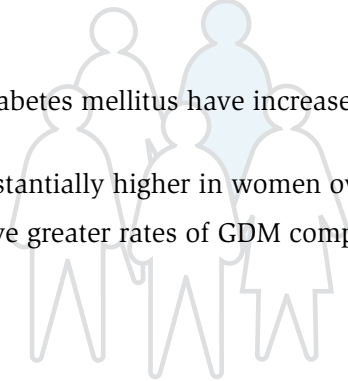 abetes mellitus have increase
stantially higher in women ov
ve greater rates of GDM comp